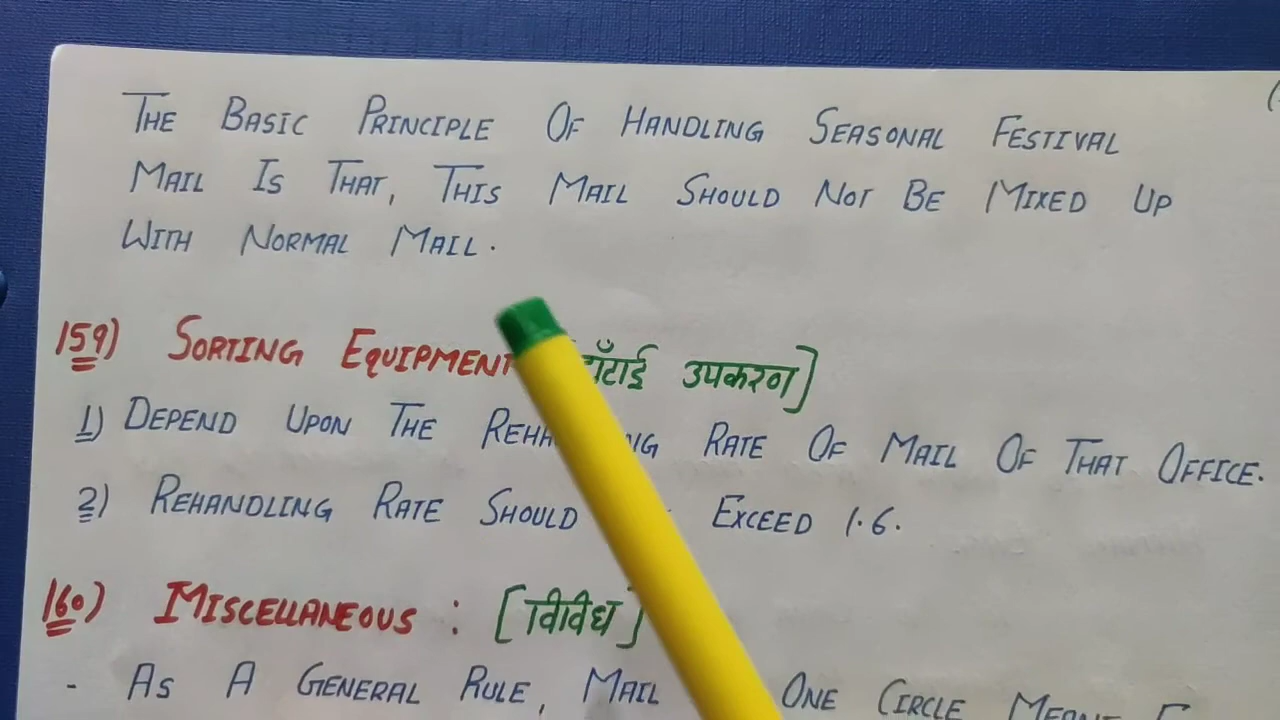 THE BASIC PRINCIPLE OF HANDLING SEASONAL FESTIVAL
MAIL IS THAT, THIS MAIL SHOULD NOT BE MIXED UP
WITH NORMAL MAIL.
159) SORTING EQUIPMENT उपकरण]
1) DEPEND UPON THE RATE OF MAIL OF THAT OFFICE.
2) REHANDLING RATE SHOULD EXCEED 1.6.
160) MISCELLANEOUS : [विविध]
- AS A GENERAL RULE, MAIL ONE CIRCLE